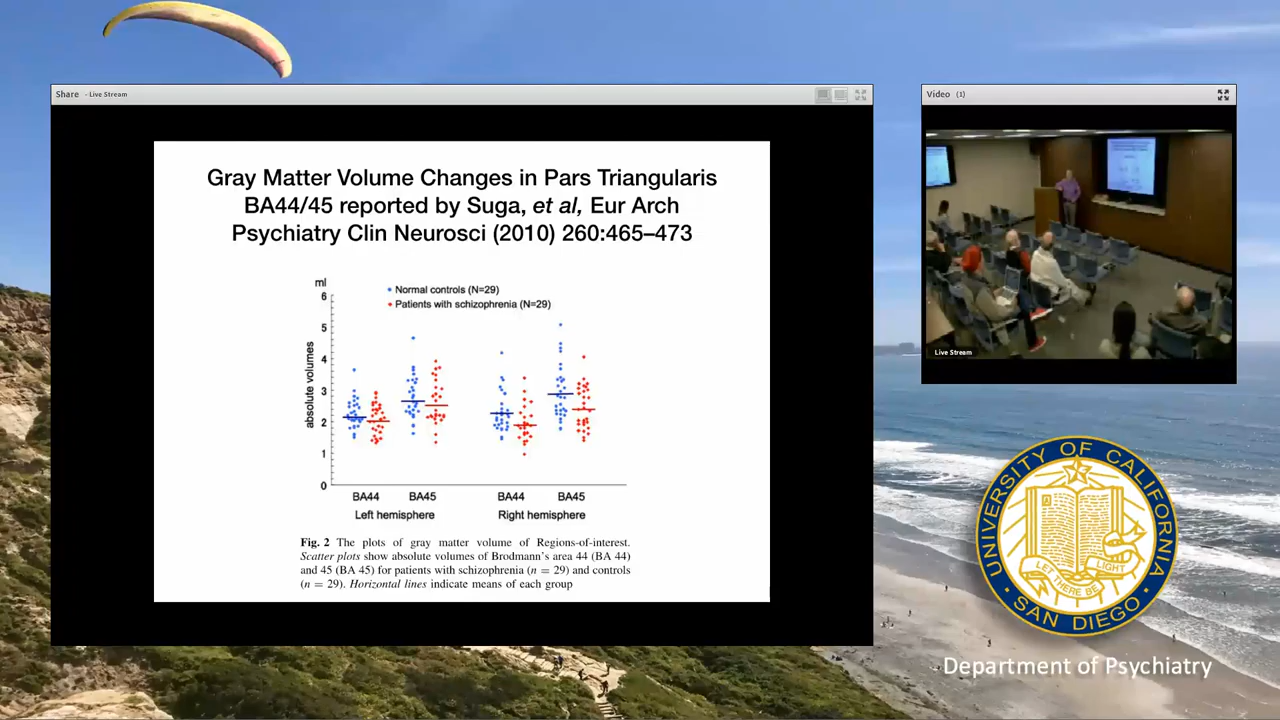 Share - Live Stream
Gray Matter Volume Changes in Pars Triangularis
BA44/45 reported by Suga, et al, Eur Arch
Psychiatry Clin Neurosci (2010) 260:465–473
ml
Normal controls (N=29)
Patients with schizophrenia (N=29)
absolute volumes
6
5
4
3
2
1
0
BA44 BA45 BA44 BA45
Left hemisphere Right hemisphere
Fig. 2 The plots of gray matter volume of Regions-of-interest.
Scatter plots show absolute volumes of Brodmann's area 44 (BA 44)
and 45 (BA 45) for patients with schizophrenia (n = 29) and controls
(n = 29). Horizontal lines indicate means of each group
Video (1)
Live Stream
UNIVERSITY OF CALIFORNIA
LET THERE BE LIGHT
SAN DIEGO
Department of Psychiatry